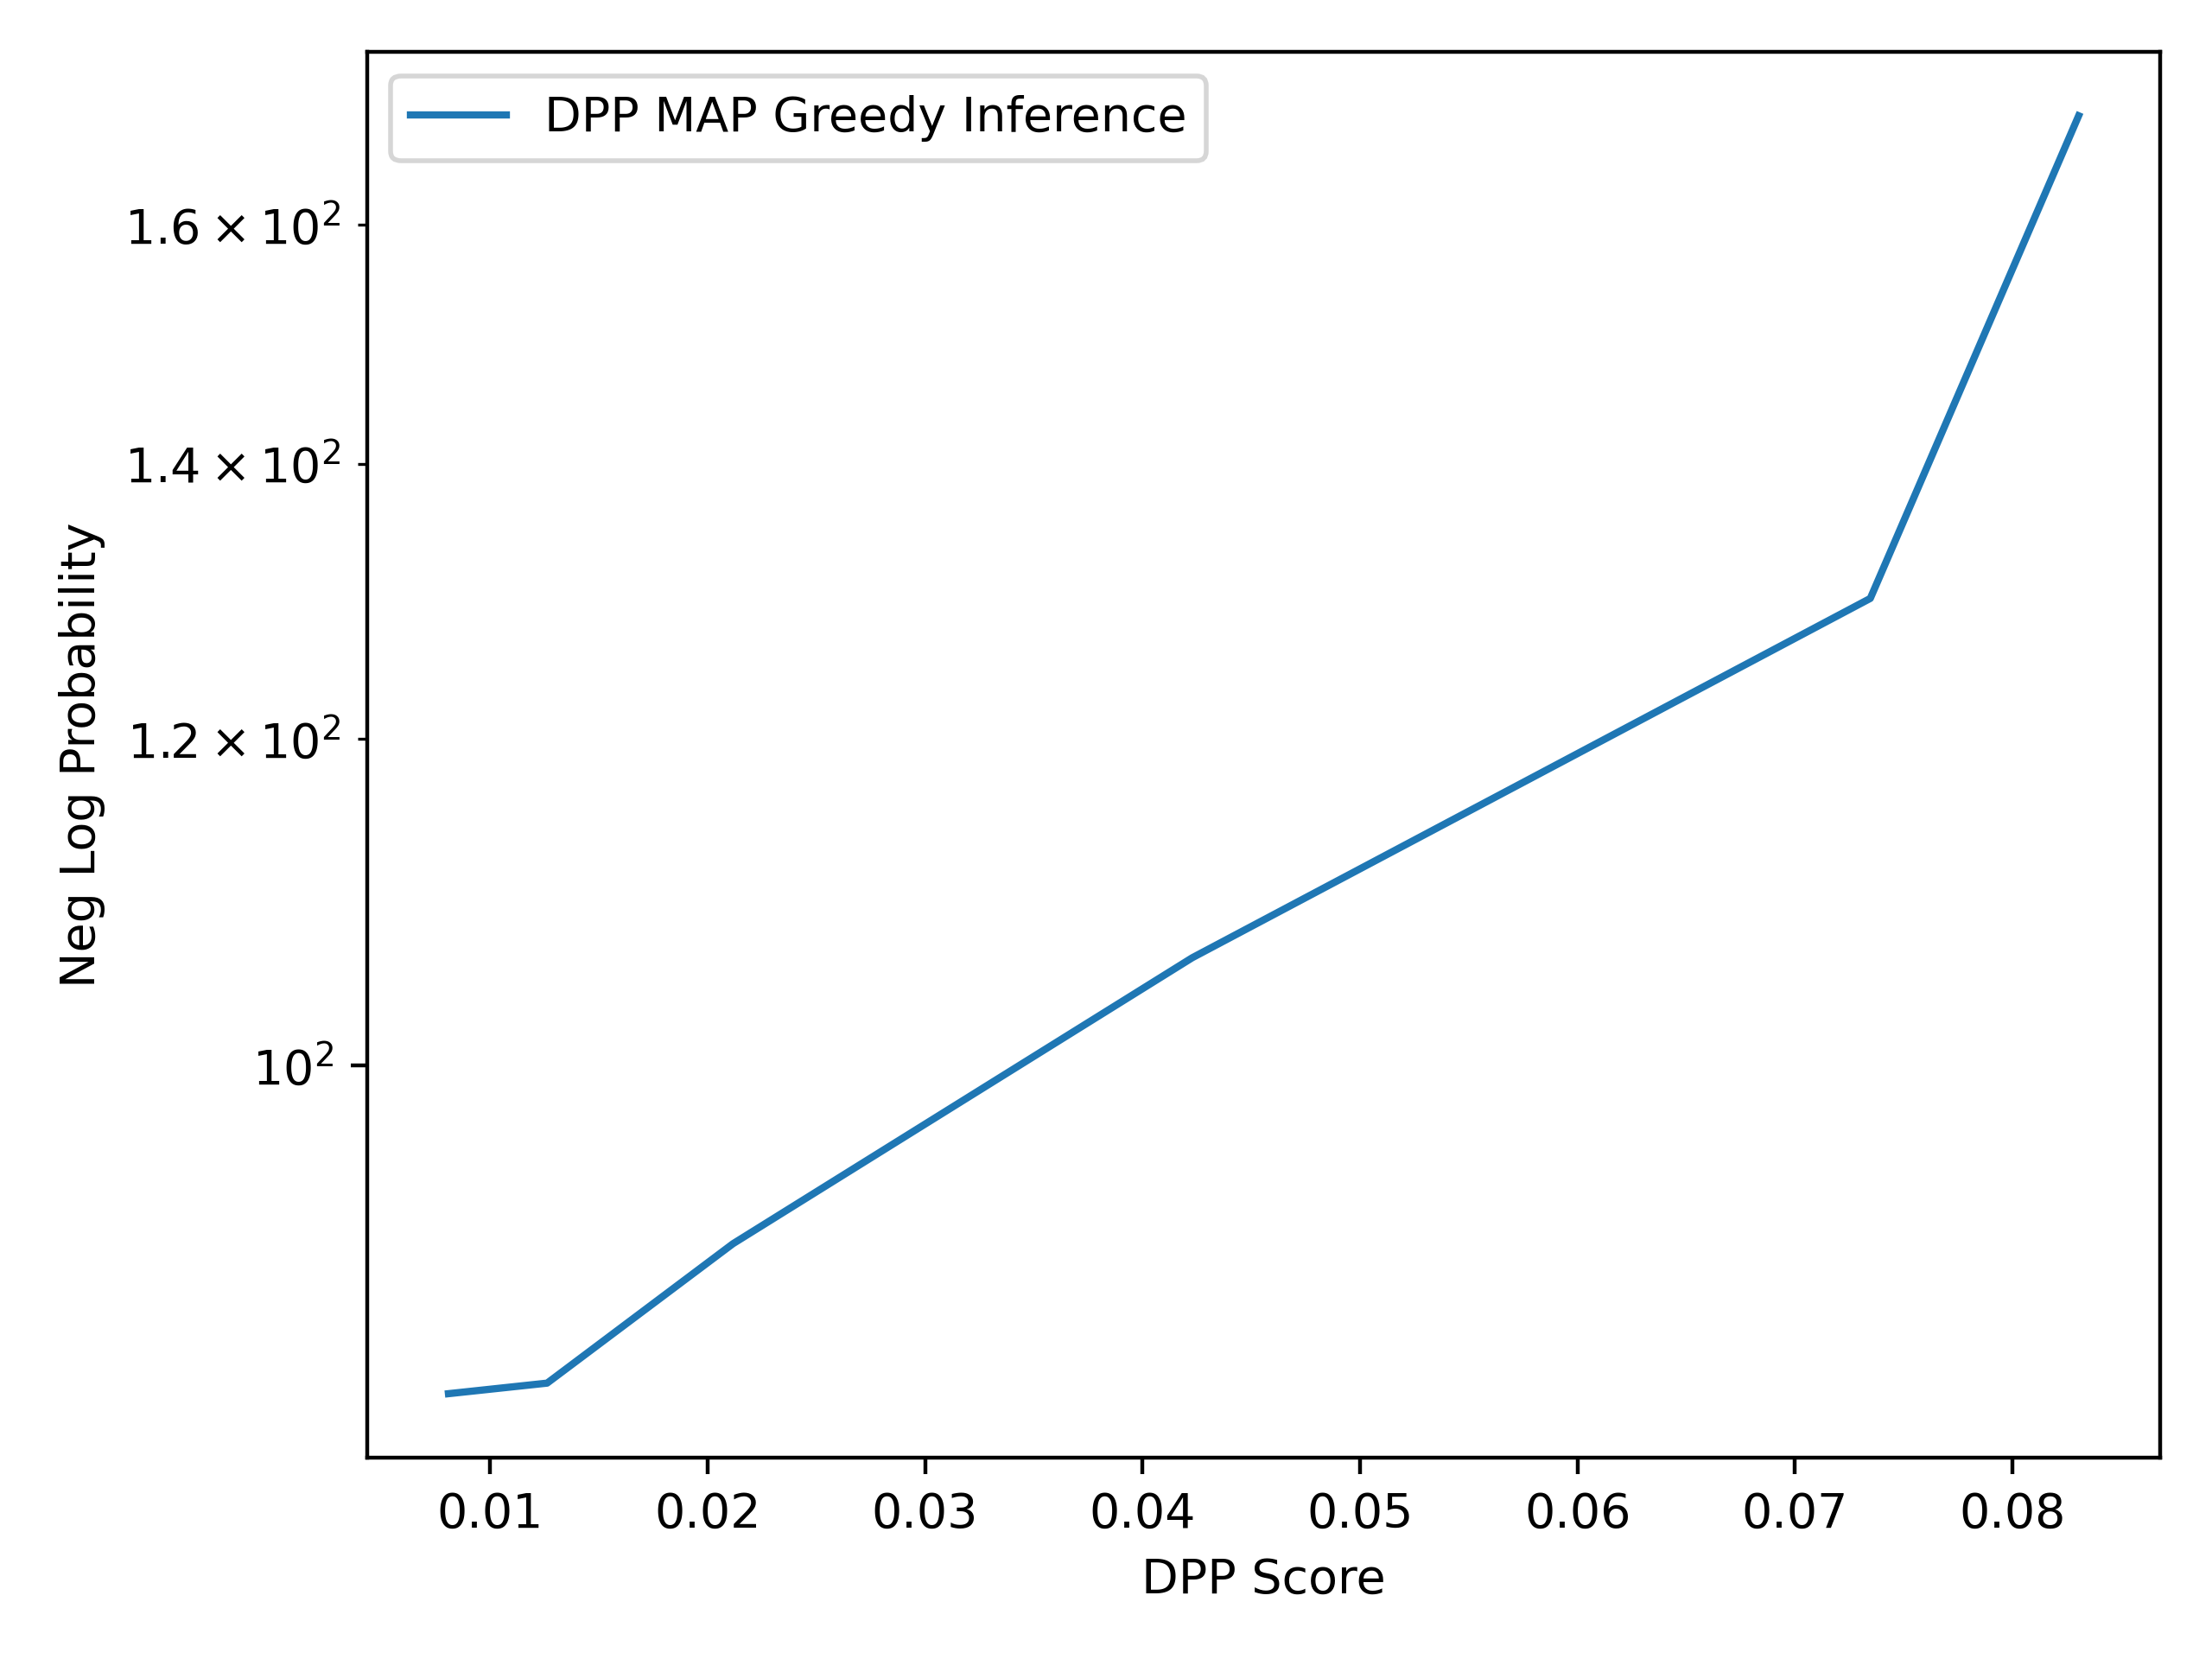 DPP MAP Greedy Inference
1.6 × 10²
1.4 × 10²
1.2 × 10²
10²
Neg Log Probability
0.01 0.02 0.03 0.04 0.05 0.06 0.07 0.08
DPP Score